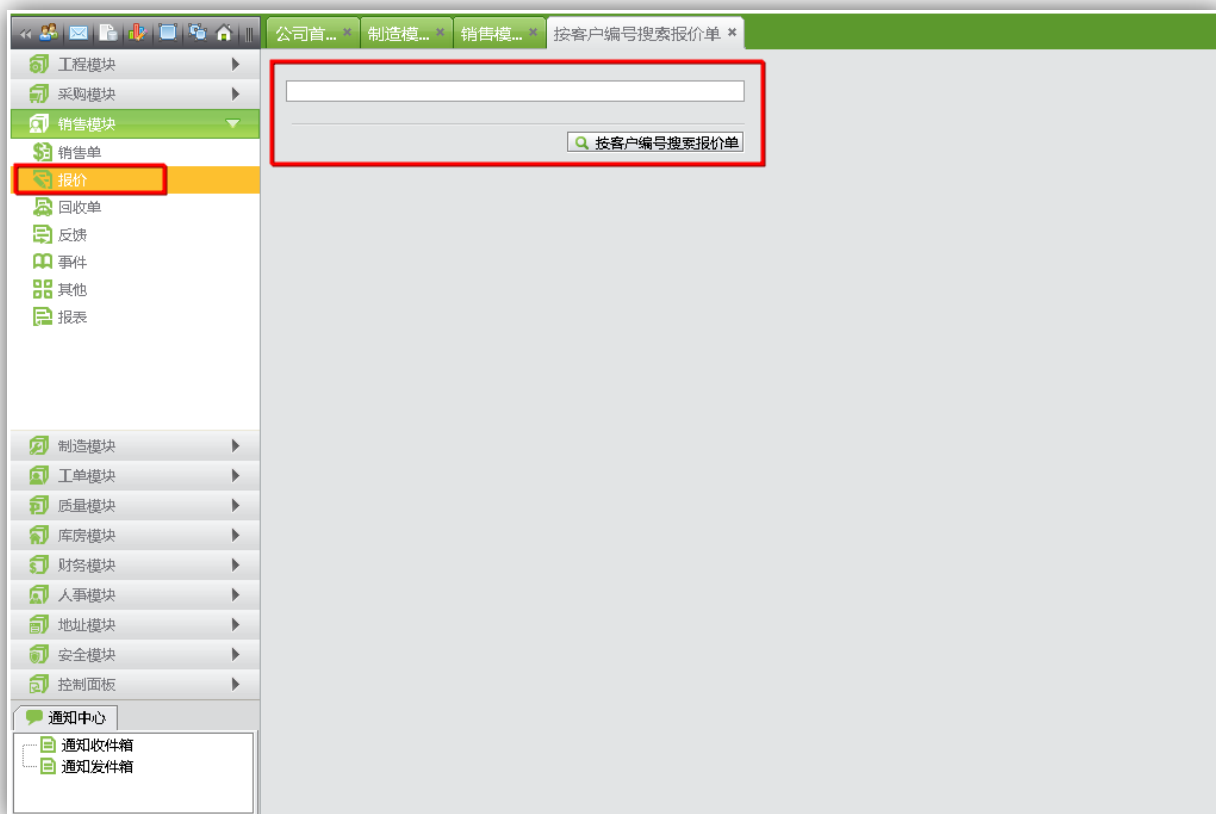 公司首... 制造模... 销售模... 按客户编号搜索报价单
工程模块
采购模块
销售模块
销售单
报价
回收单
反馈
事件
其他
报表
制造模块
工单模块
质量模块
库房模块
财务模块
人事模块
地址模块
安全模块
控制面板
通知中心
通知收件箱
通知发件箱
按客户编号搜索报价单